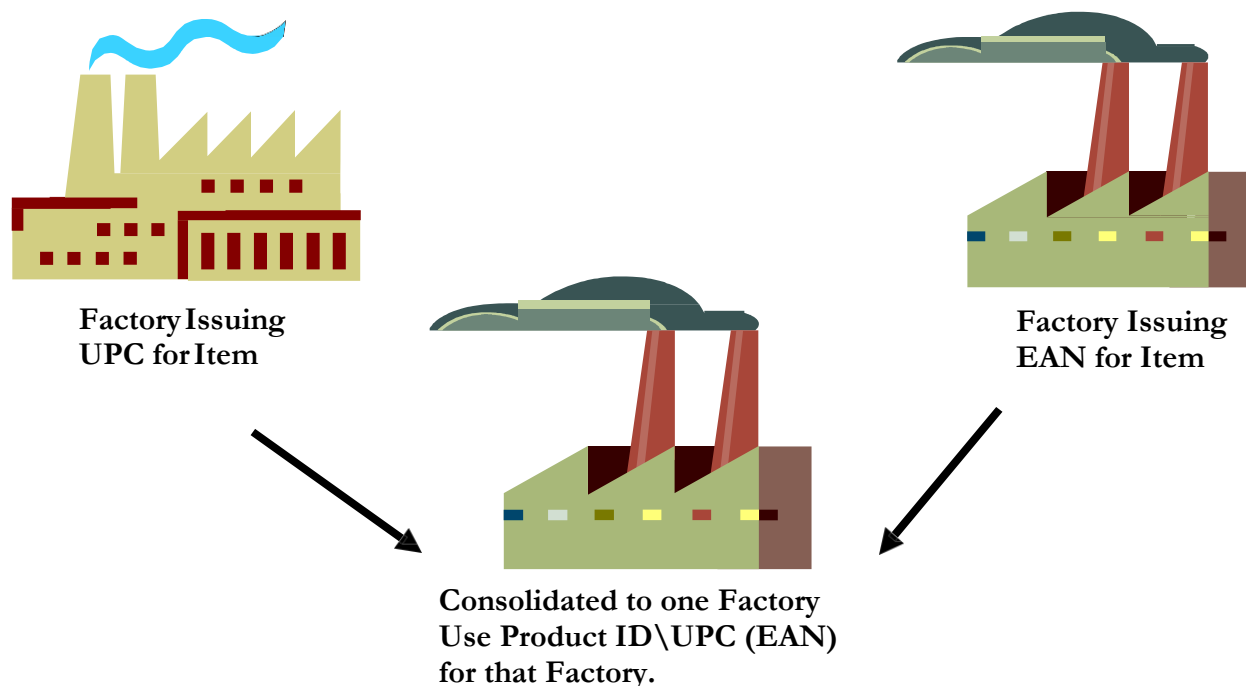 Factory Issuing
UPC for Item
Factory Issuing
EAN for Item
Consolidated to one Factory
Use Product ID\UPC (EAN)
for that Factory.